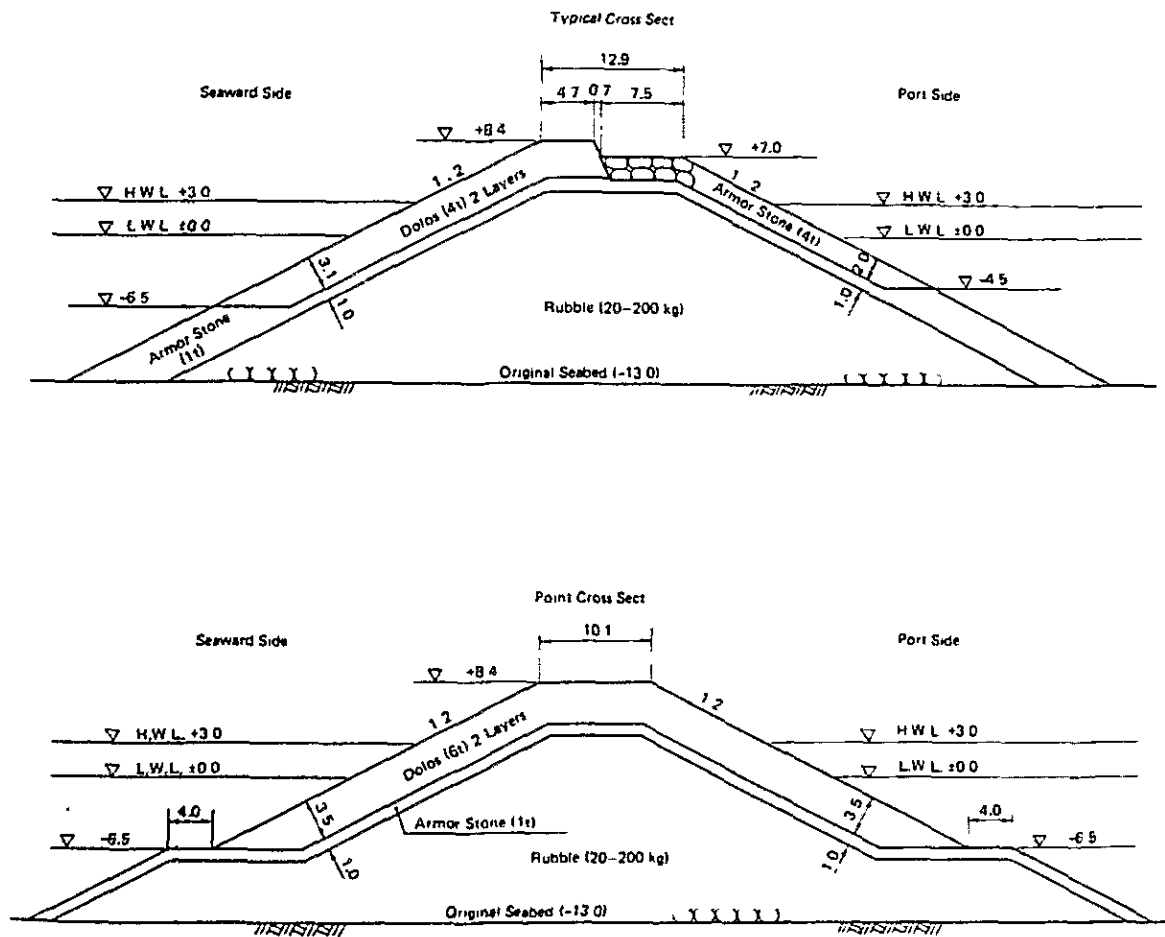 Typical Cross Sect
12.9
Seaward Side
4 7 0 7 7.5
Port Side
+8.4
+7.0
1 . 2
1 2
H W L +3 0
Dolos (4t) 2 Layers
Armor Stone (4t)
H W L +3 0
L W L ±0 0
L W L ±0 0
3.1
2 0
-6 5
-4 5
1 0
Rubble (20-200 kg)
1.0
Armor Stone
(1t)
Original Seabed (-13 0)
Point Cross Sect
Seaward Side
10 1
Port Side
+8.4
1 2
1 2
H,W L. +3 0
Dolos (6t) 2 Layers
H W L +3 0
L,W,L, ±0 0
L W L ±0 0
4.0
3.5
3 5
4.0
-6.5
Armor Stone (1t)
-6 5
1.0
Rubble (20-200 kg)
1.0
Original Seabed (-13 0)